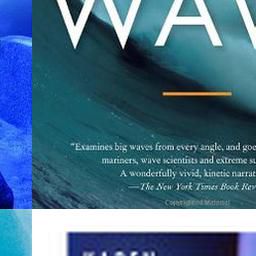 WAV
“Examines big waves from every angle, and goe
mariners, wave scientists and extreme su
A wonderfully vivid, kinetic narrat
—The New York Times Book Rev
Copyrighted Material